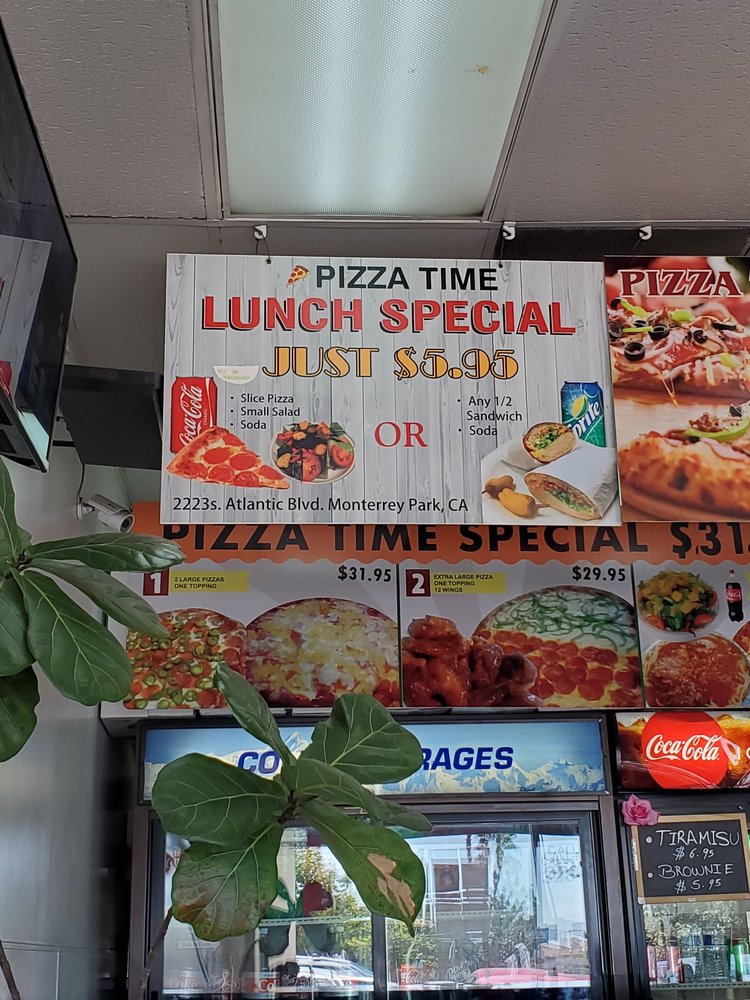 PIZZA TIME
LUNCH SPECIAL
JUST $5.95
Coca-Cola
• Slice Pizza
• Small Salad
• Soda
OR
• Any 1/2
Sandwich
• Soda
Sprite
2223s. Atlantic Blvd. Monterrey Park, CA
PIZZA
PIZZA TIME SPECIAL $31.
1
2 LARGE PIZZAS
ONE TOPPING
$31.95
2
EXTRA LARGE PIZZA
ONE TOPPING
12 WINGS
$29.95
CO
RAGES
Coca-Cola
• TIRAMISU
$6.95
• BROWNIE
$5.95